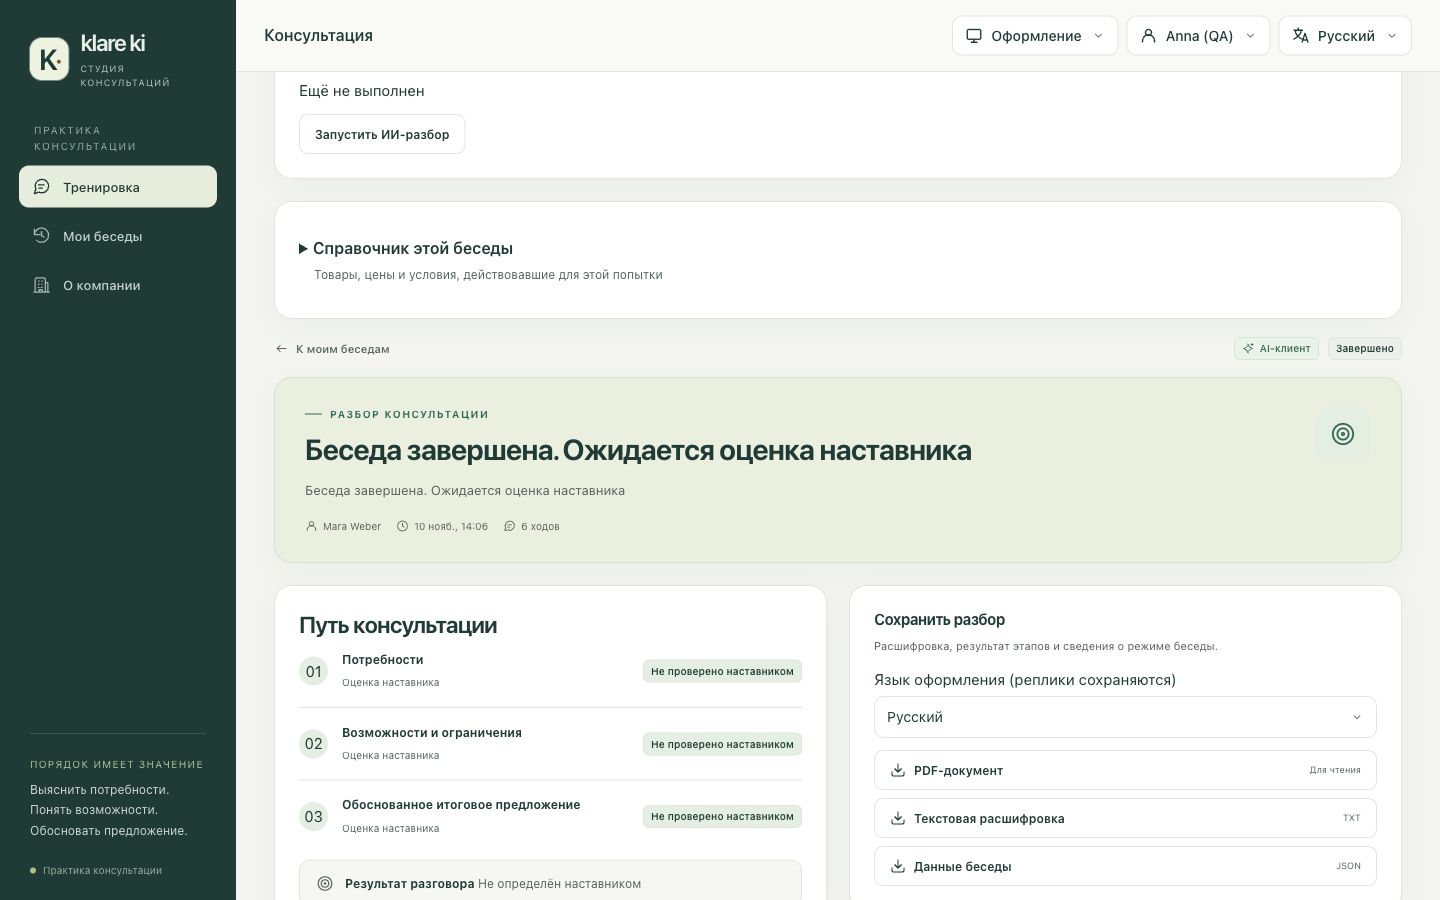 K.
klare ki
СТУДИЯ
КОНСУЛЬТАЦИЙ
ПРАКТИКА
КОНСУЛЬТАЦИИ
Тренировка
Мои беседы
О компании
ПОРЯДОК ИМЕЕТ ЗНАЧЕНИЕ
Выяснить потребности.
Понять возможности.
Обосновать предложение.
Практика консультации
Консультация
Оформление
Anna (QA)
Русский
Ещё не выполнен
Запустить ИИ-разбор
Справочник этой беседы
Товары, цены и условия, действовавшие для этой попытки
К моим беседам
AI-клиент
Завершено
РАЗБОР КОНСУЛЬТАЦИИ
Беседа завершена. Ожидается оценка наставника
Беседа завершена. Ожидается оценка наставника
Mara Weber
10 нояб., 14:06
6 ходов
Путь консультации
01
Потребности
Оценка наставника
Не проверено наставником
02
Возможности и ограничения
Оценка наставника
Не проверено наставником
03
Обоснованное итоговое предложение
Оценка наставника
Не проверено наставником
Результат разговора Не определён наставником
Сохранить разбор
Расшифровка, результат этапов и сведения о режиме беседы.
Язык оформления (реплики сохраняются)
Русский
PDF-документ
Для чтения
Текстовая расшифровка
TXT
Данные беседы
JSON